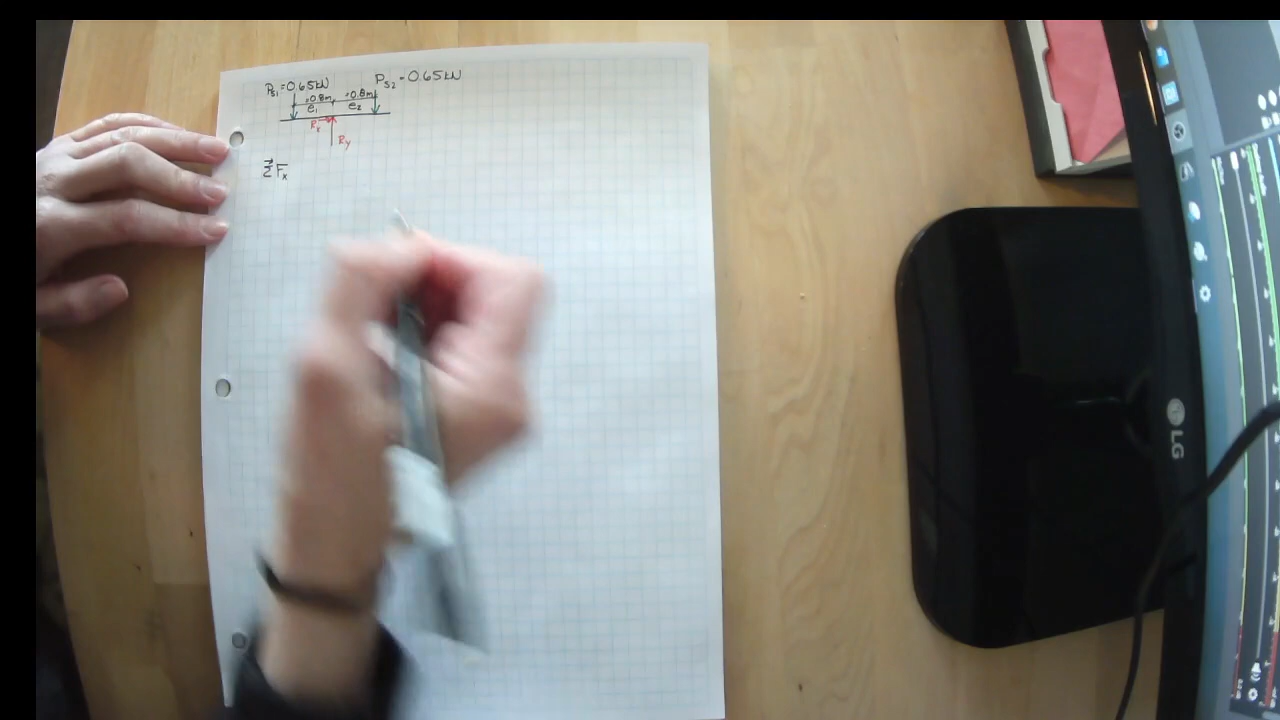 Ps1=0.65kN Ps2=0.65kN
0.8m 0.8m
e1 e2
Rx
Ry
ΣFx
LG